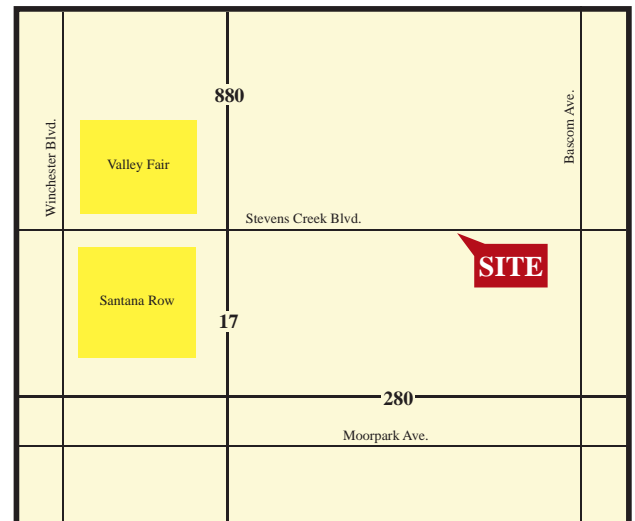 880
Winchester Blvd.
Bascom Ave.
Valley Fair
Stevens Creek Blvd.
SITE
Santana Row
17
280
Moorpark Ave.